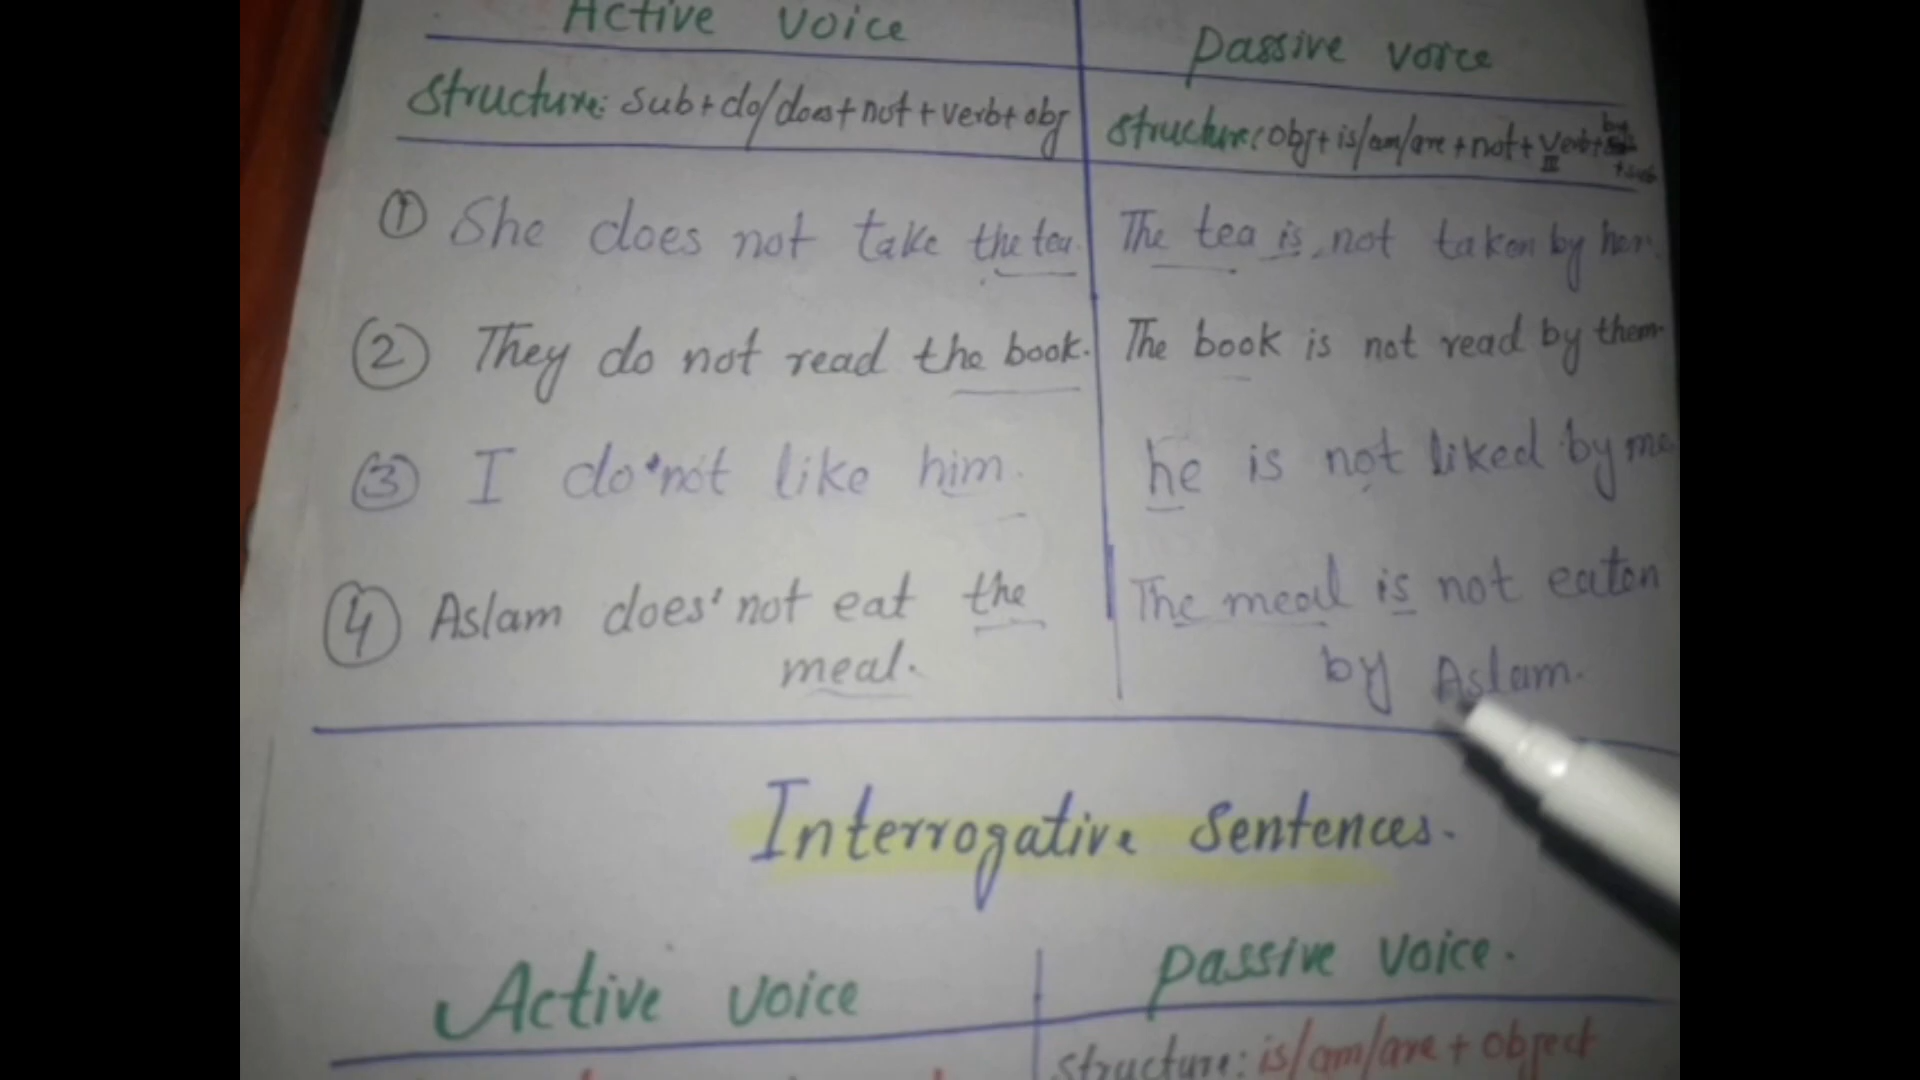 Active voice
Passive voice
Structure: Sub+do/does+not+verb+obj
Structure: Obj+is/am/are+not+Verb+by
III
+sub
① She does not take the tea.
The tea is not taken by her.
② They do not read the book.
The book is not read by them.
③ I do not like him.
he is not liked by me
④ Aslam does not eat the
meal.
The meal is not eaten
by Aslam.
Interrogative Sentences.
Active voice
Passive voice.
structure: is/am/are + object